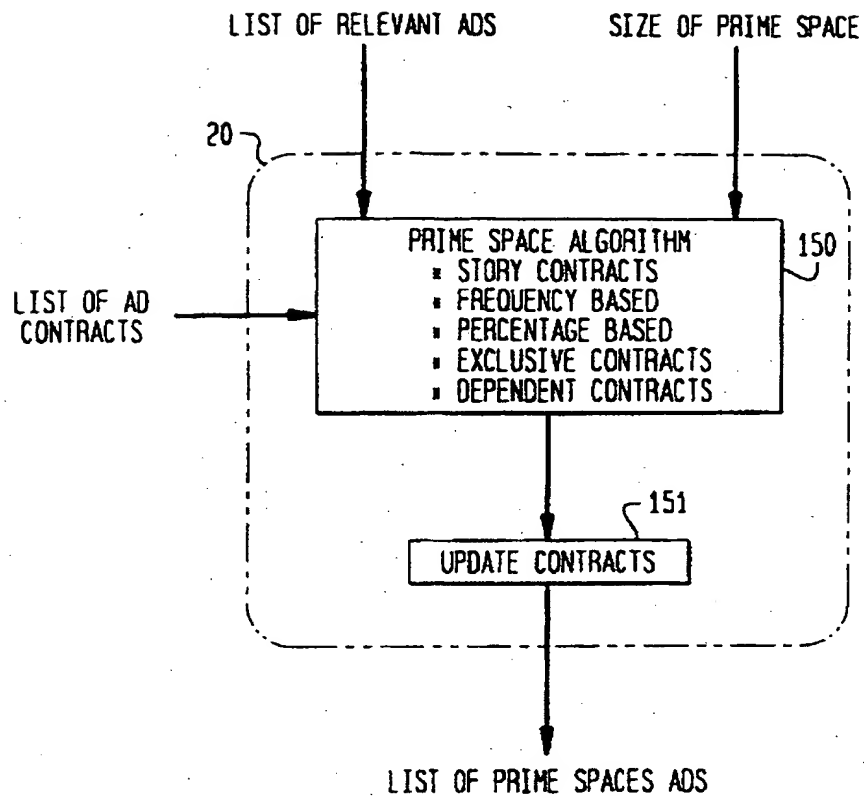 LIST OF RELEVANT ADS
SIZE OF PRIME SPACE
20
PRIME SPACE ALGORITHM
* STORY CONTRACTS
* FREQUENCY BASED
* PERCENTAGE BASED
* EXCLUSIVE CONTRACTS
* DEPENDENT CONTRACTS
150
LIST OF AD
CONTRACTS
151
UPDATE CONTRACTS
LIST OF PRIME SPACES ADS